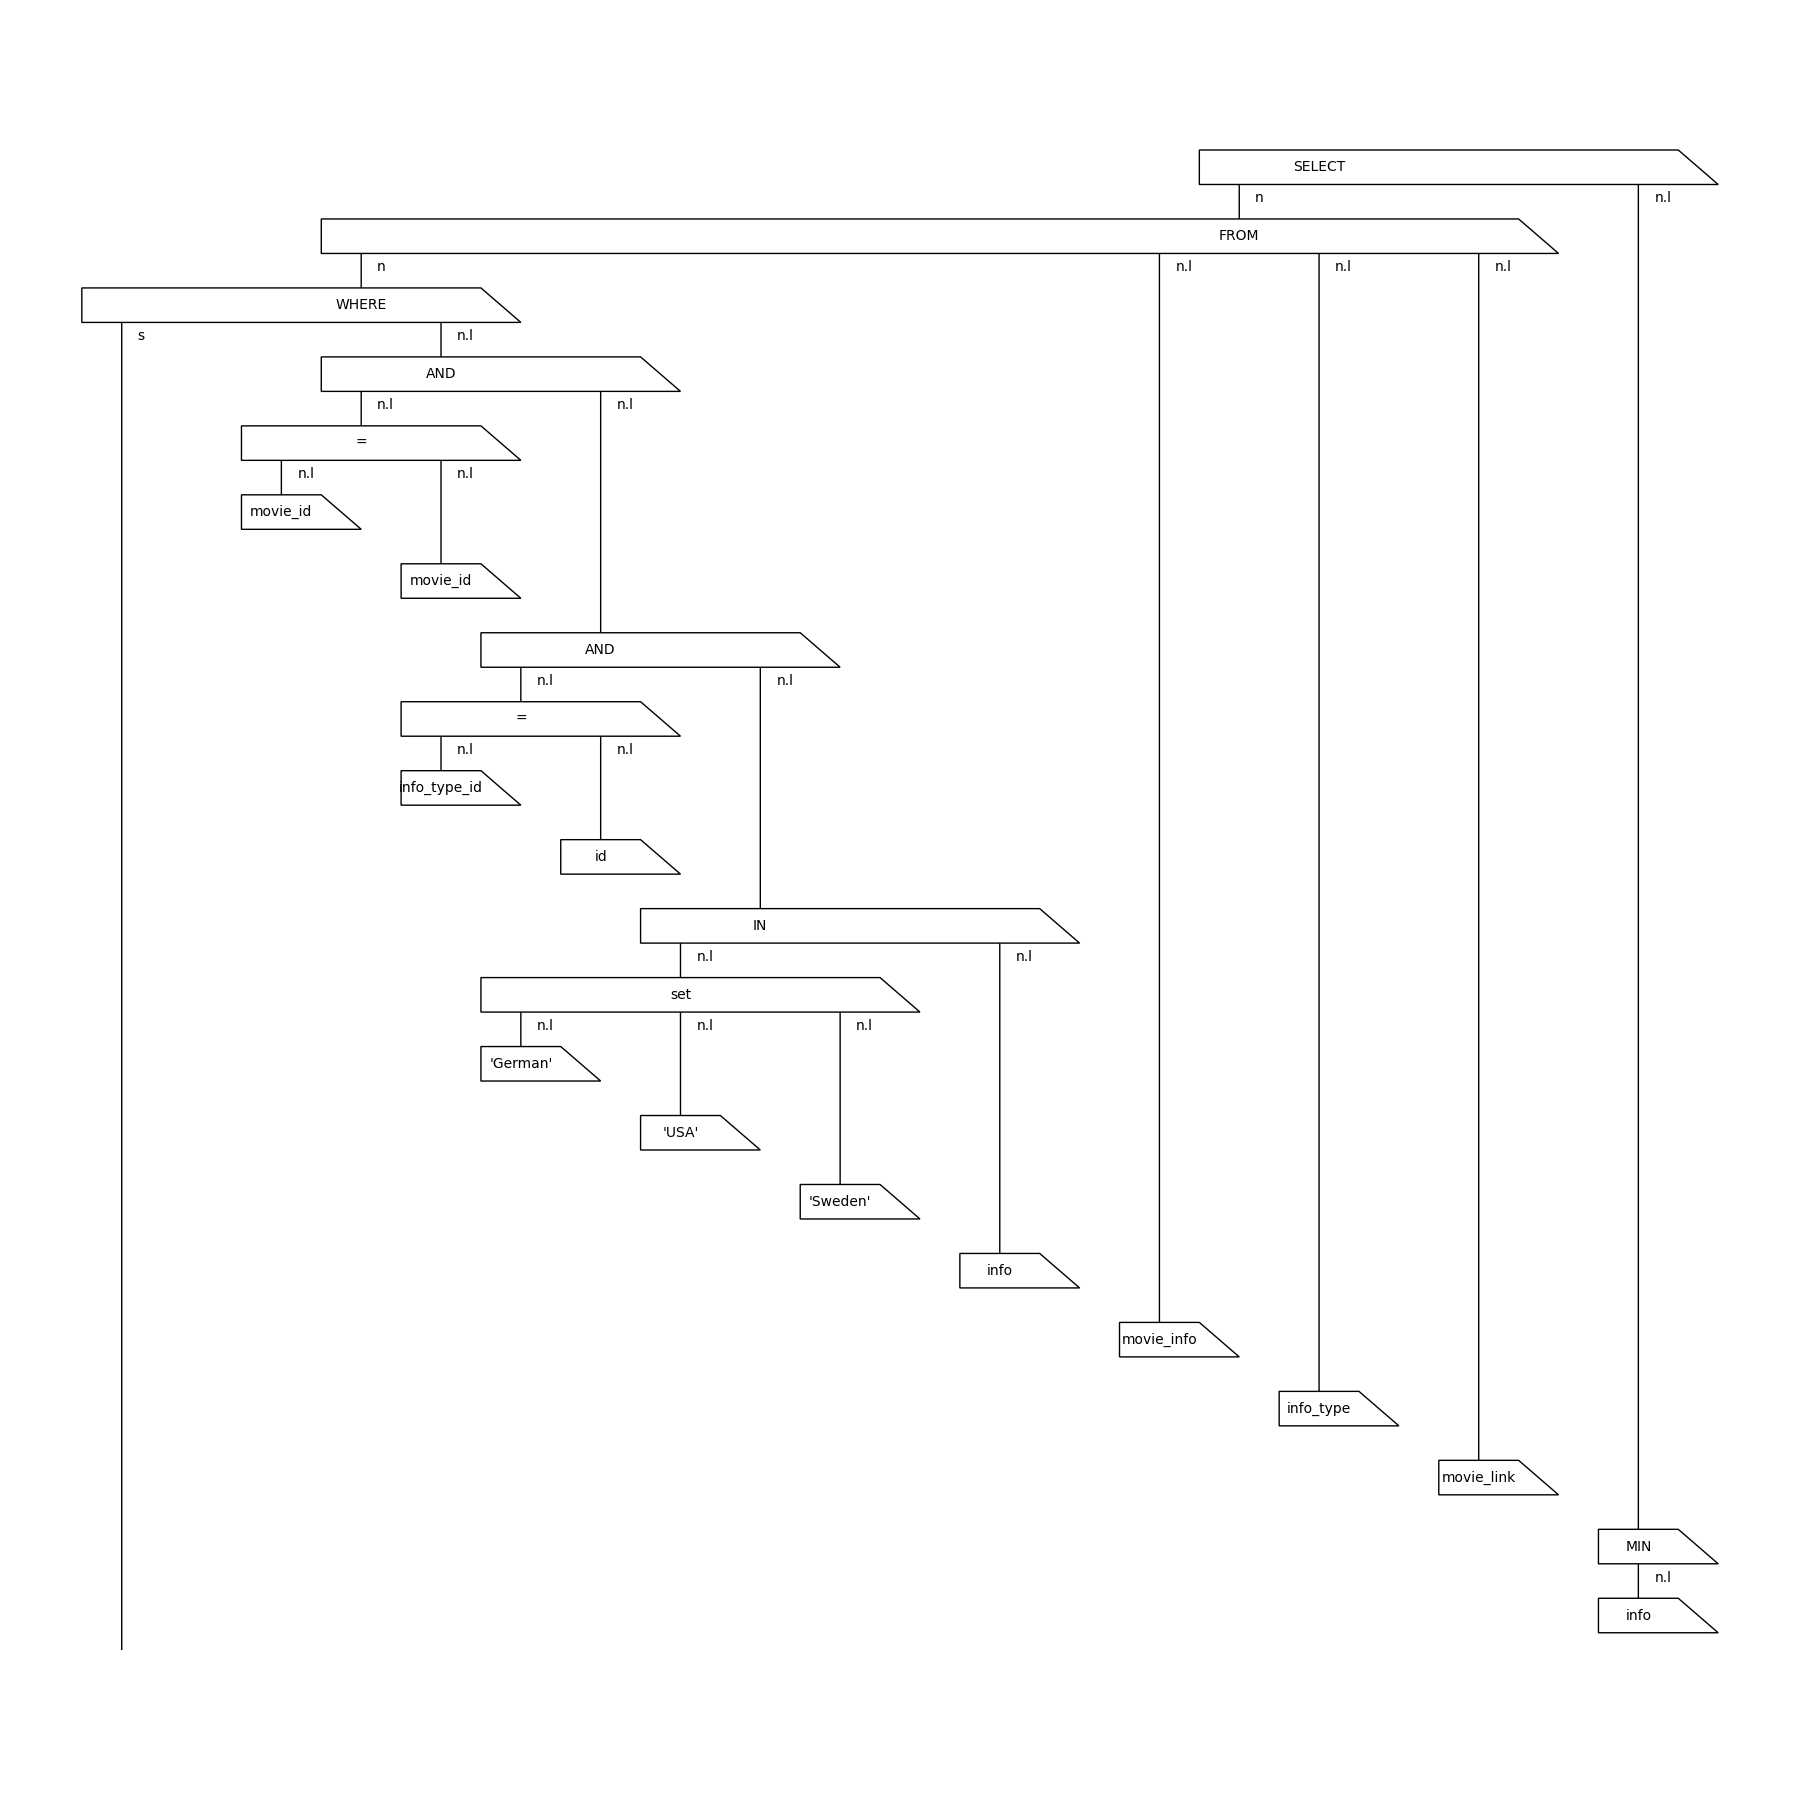 SELECT
n n.l
FROM
n n.l n.l n.l
WHERE
s n.l
AND
n.l n.l
=
n.l n.l
movie_id
movie_id
AND
n.l n.l
=
n.l n.l
info_type_id
id
IN
n.l n.l
set
n.l n.l n.l
'German'
'USA'
'Sweden'
info
movie_info
info_type
movie_link
MIN
n.l
info